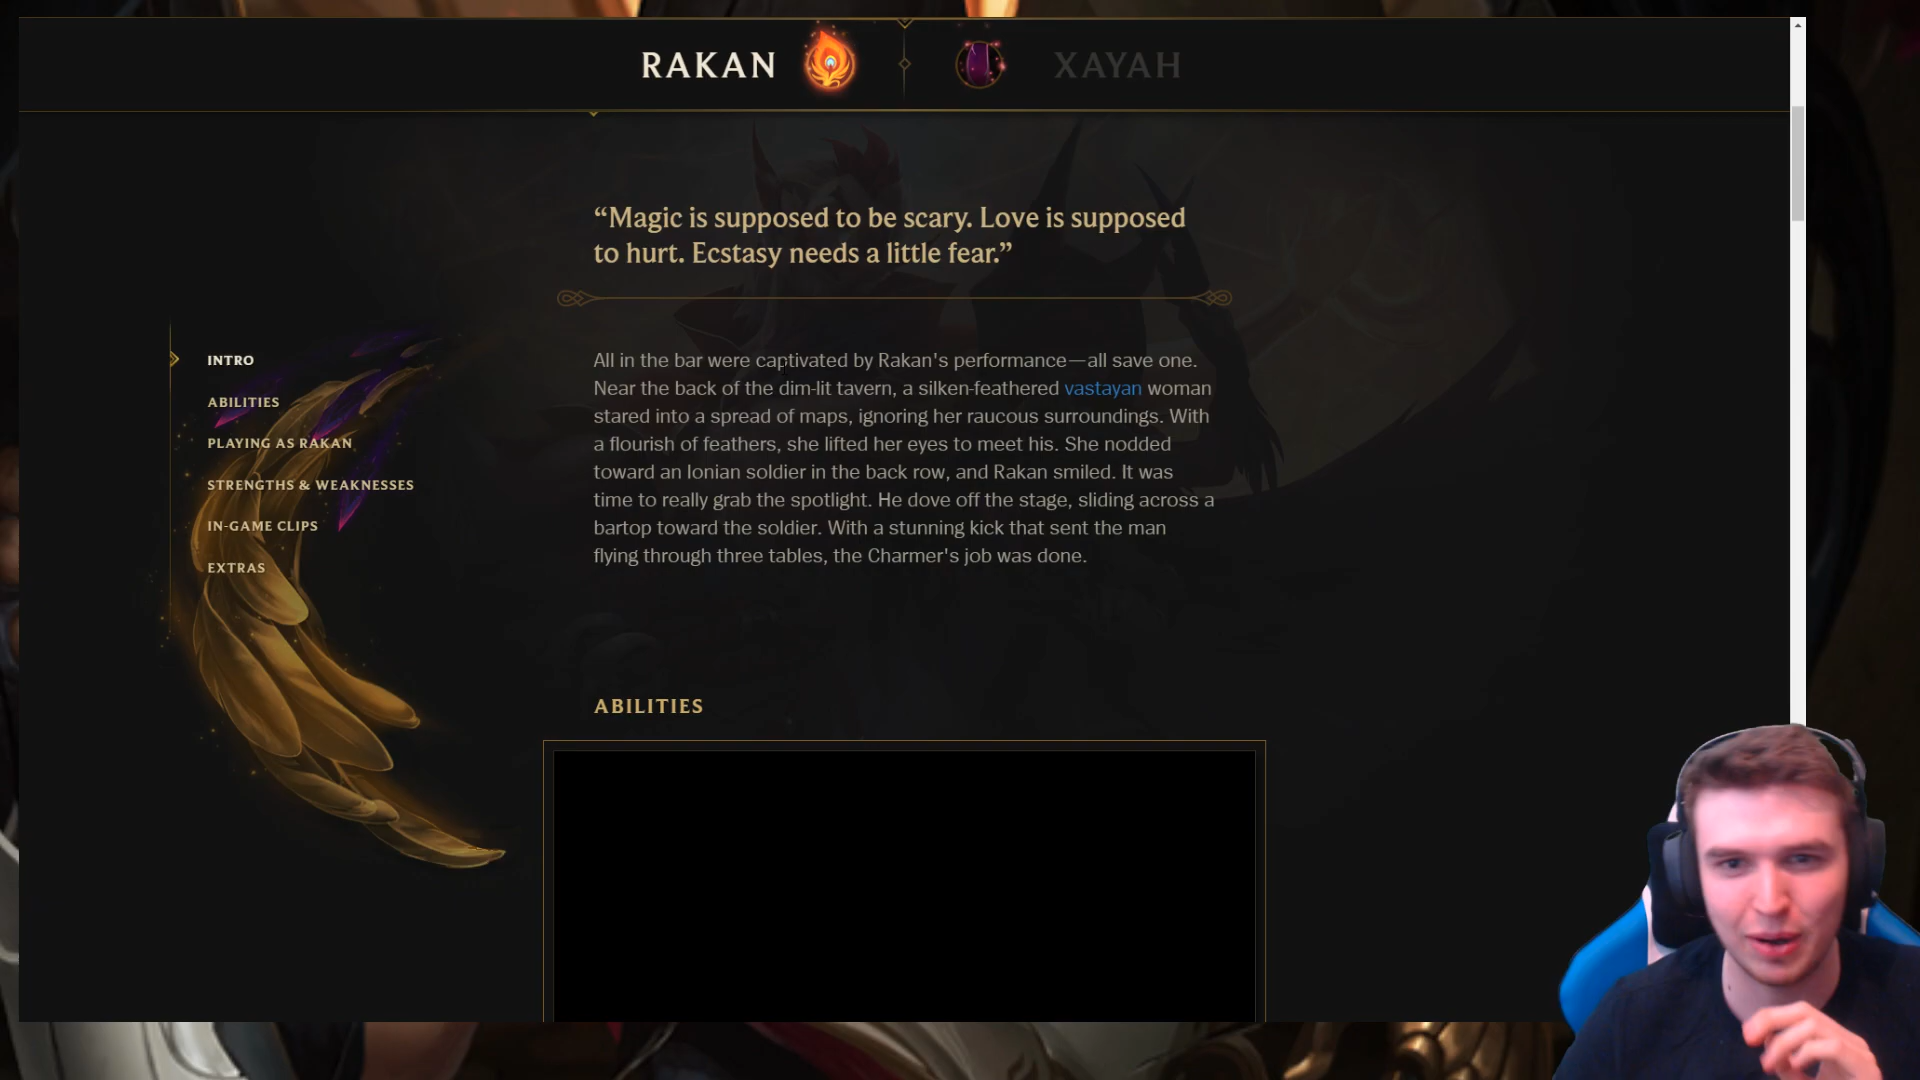 RAKAN
XAYAH
“Magic is supposed to be scary. Love is supposed
to hurt. Ecstasy needs a little fear.”
INTRO
ABILITIES
PLAYING AS RAKAN
STRENGTHS & WEAKNESSES
IN-GAME CLIPS
EXTRAS
All in the bar were captivated by Rakan's performance—all save one.
Near the back of the dim-lit tavern, a silken-feathered vastayan woman
stared into a spread of maps, ignoring her raucous surroundings. With
a flourish of feathers, she lifted her eyes to meet his. She nodded
toward an Ionian soldier in the back row, and Rakan smiled. It was
time to really grab the spotlight. He dove off the stage, sliding across a
bartop toward the soldier. With a stunning kick that sent the man
flying through three tables, the Charmer's job was done.
ABILITIES